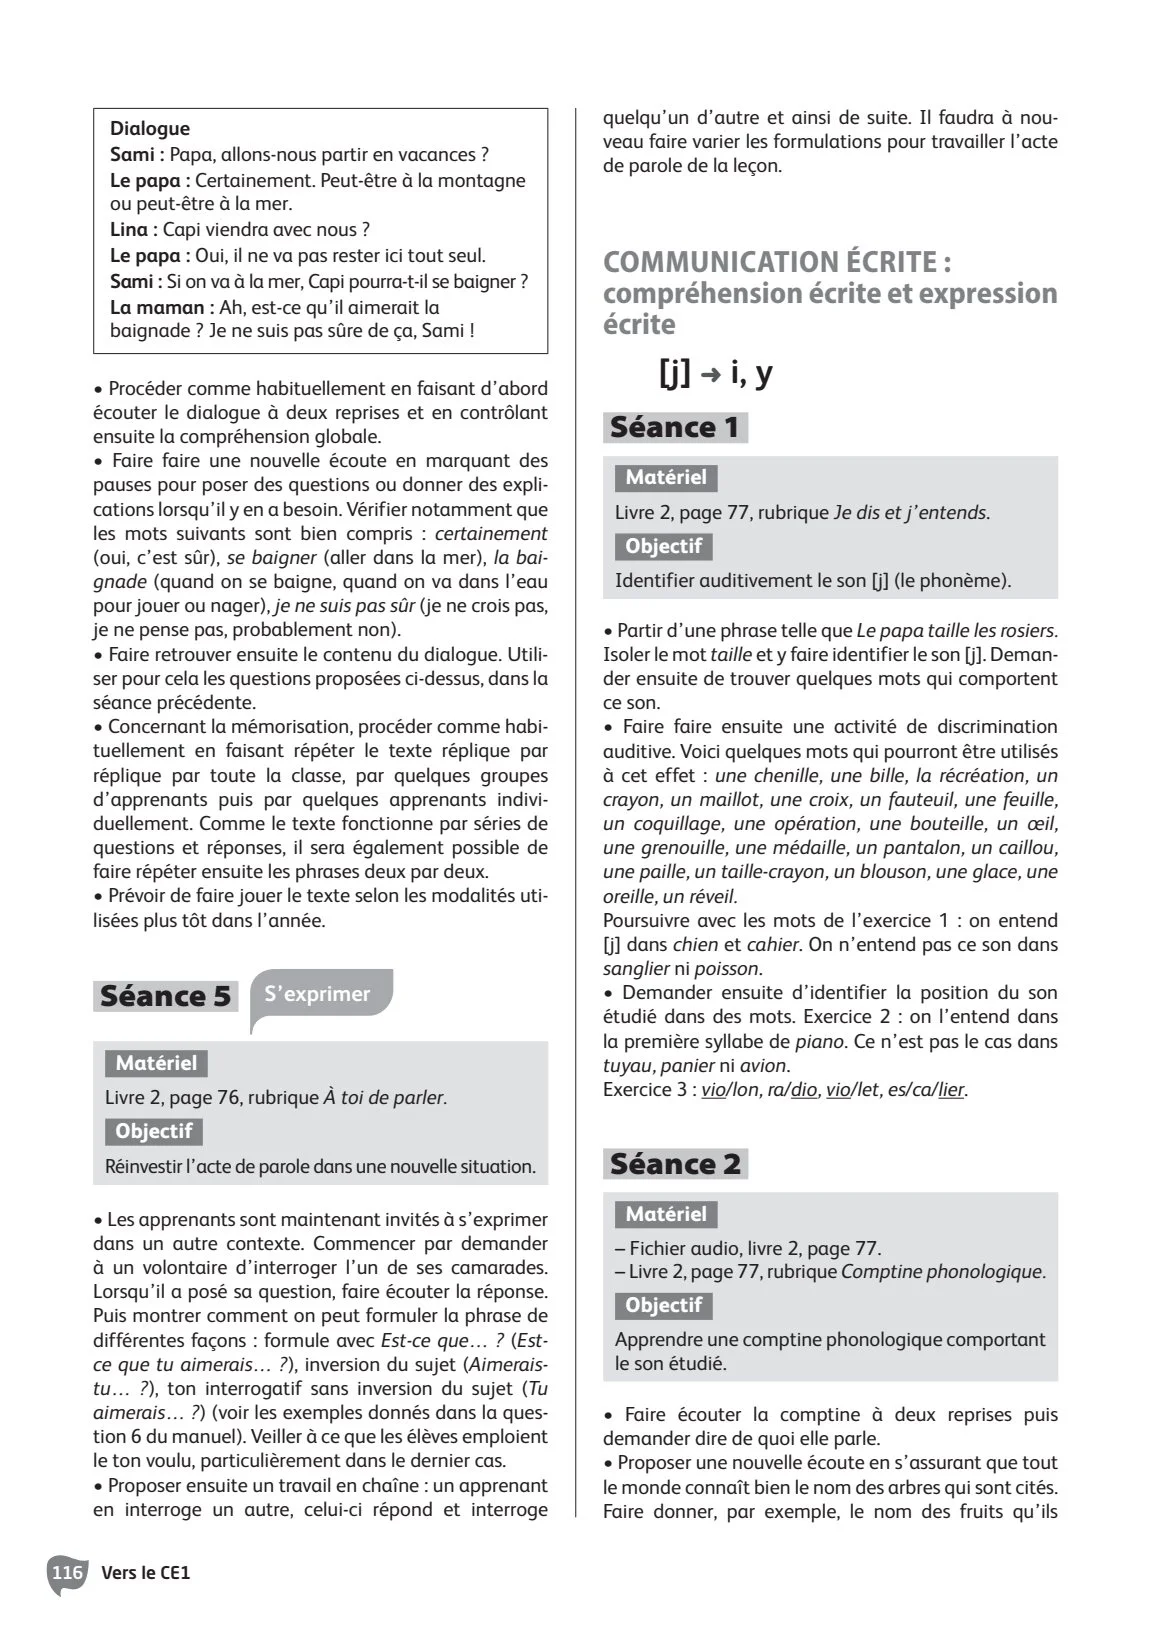 Dialogue
Sami : Papa, allons-nous partir en vacances ?
Le papa : Certainement. Peut-être à la montagne
ou peut-être à la mer.
Lina : Capi viendra avec nous ?
Le papa : Oui, il ne va pas rester ici tout seul.
Sami : Si on va à la mer, Capi pourra-t-il se baigner ?
La maman : Ah, est-ce qu’il aimerait la
baignade ? Je ne suis pas sûre de ça, Sami !
• Procéder comme habituellement en faisant d’abord
écouter le dialogue à deux reprises et en contrôlant
ensuite la compréhension globale.
• Faire faire une nouvelle écoute en marquant des
pauses pour poser des questions ou donner des expli-
cations lorsqu’il y en a besoin. Vérifier notamment que
les mots suivants sont bien compris : certainement
(oui, c’est sûr), se baigner (aller dans la mer), la bai-
gnade (quand on se baigne, quand on va dans l’eau
pour jouer ou nager), je ne suis pas sûr (je ne crois pas,
je ne pense pas, probablement non).
• Faire retrouver ensuite le contenu du dialogue. Utili-
ser pour cela les questions proposées ci-dessus, dans la
séance précédente.
• Concernant la mémorisation, procéder comme habi-
tuellement en faisant répéter le texte réplique par
réplique par toute la classe, par quelques groupes
d’apprenants puis par quelques apprenants indivi-
duellement. Comme le texte fonctionne par séries de
questions et réponses, il sera également possible de
faire répéter ensuite les phrases deux par deux.
• Prévoir de faire jouer le texte selon les modalités uti-
lisées plus tôt dans l’année.
Séance 5 S’exprimer
Matériel
Livre 2, page 76, rubrique À toi de parler.
Objectif
Réinvestir l’acte de parole dans une nouvelle situation.
• Les apprenants sont maintenant invités à s’exprimer
dans un autre contexte. Commencer par demander
à un volontaire d’interroger l’un de ses camarades.
Lorsqu’il a posé sa question, faire écouter la réponse.
Puis montrer comment on peut formuler la phrase de
différentes façons : formule avec Est-ce que… ? (Est-
ce que tu aimerais… ?), inversion du sujet (Aimerais-
tu… ?), ton interrogatif sans inversion du sujet (Tu
aimerais… ?) (voir les exemples donnés dans la ques-
tion 6 du manuel). Veiller à ce que les élèves emploient
le ton voulu, particulièrement dans le dernier cas.
• Proposer ensuite un travail en chaîne : un apprenant
en interroge un autre, celui-ci répond et interroge
quelqu’un d’autre et ainsi de suite. Il faudra à nou-
veau faire varier les formulations pour travailler l’acte
de parole de la leçon.
COMMUNICATION ÉCRITE :
compréhension écrite et expression
écrite
[j] ➜ i, y
Séance 1
Matériel
Livre 2, page 77, rubrique Je dis et j’entends.
Objectif
Identifier auditivement le son [j] (le phonème).
• Partir d’une phrase telle que Le papa taille les rosiers.
Isoler le mot taille et y faire identifier le son [j]. Deman-
der ensuite de trouver quelques mots qui comportent
ce son.
• Faire faire ensuite une activité de discrimination
auditive. Voici quelques mots qui pourront être utilisés
à cet effet : une chenille, une bille, la récréation, un
crayon, un maillot, une croix, un fauteuil, une feuille,
un coquillage, une opération, une bouteille, un œil,
une grenouille, une médaille, un pantalon, un caillou,
une paille, un taille-crayon, un blouson, une glace, une
oreille, un réveil.
Poursuivre avec les mots de l’exercice 1 : on entend
[j] dans chien et cahier. On n’entend pas ce son dans
sanglier ni poisson.
• Demander ensuite d’identifier la position du son
étudié dans des mots. Exercice 2 : on l’entend dans
la première syllabe de piano. Ce n’est pas le cas dans
tuyau, panier ni avion.
Exercice 3 : vio/lon, ra/dio, vio/let, es/ca/lier.
Séance 2
Matériel
– Fichier audio, livre 2, page 77.
– Livre 2, page 77, rubrique Comptine phonologique.
Objectif
Apprendre une comptine phonologique comportant
le son étudié.
• Faire écouter la comptine à deux reprises puis
demander dire de quoi elle parle.
• Proposer une nouvelle écoute en s’assurant que tout
le monde connaît bien le nom des arbres qui sont cités.
Faire donner, par exemple, le nom des fruits qu’ils
116 Vers le CE1